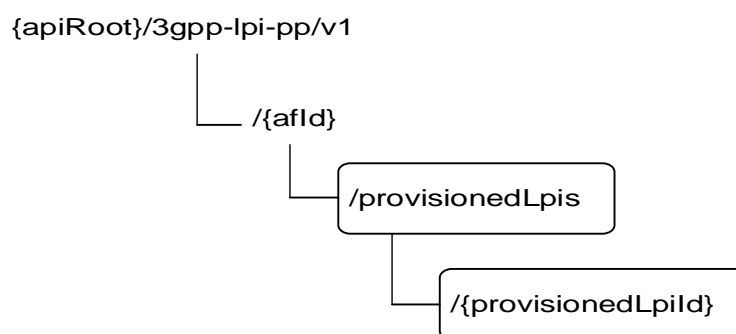 {apiRoot}/3gpp-lpi-pp/v1
/{afId}
/provisionedLpis
/{provisionedLpiId}